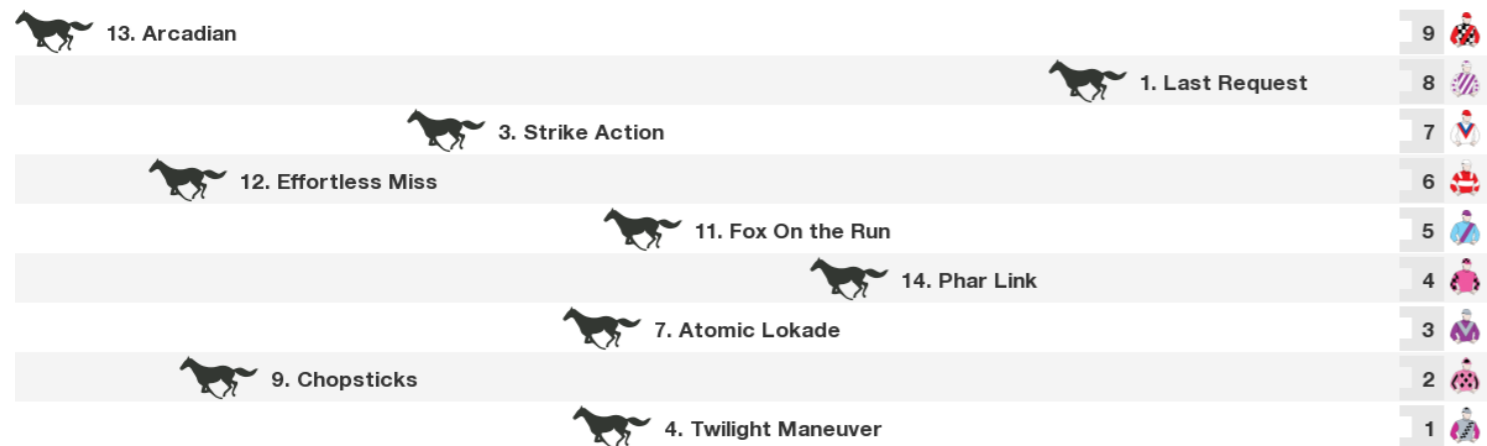 13. Arcadian 9
1. Last Request 8
3. Strike Action 7
12. Effortless Miss 6
11. Fox On the Run 5
14. Phar Link 4
7. Atomic Lokade 3
9. Chopsticks 2
4. Twilight Maneuver 1